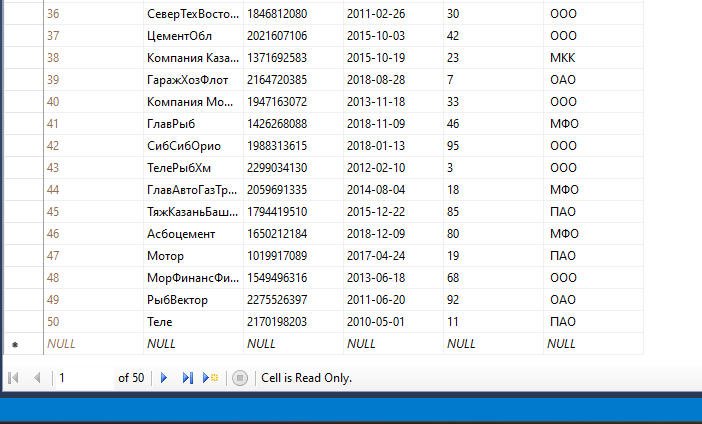 36 СеверТехВосто... 1846812080 2011-02-26 30 ООО
37 ЦементОбл 2021607106 2015-10-03 42 ООО
38 Компания Каза... 1371692583 2015-10-19 23 МКК
39 ГаражХозФлот 2164720385 2018-08-28 7 ОАО
40 Компания Мо... 1947163072 2013-11-18 33 ООО
41 ГлавРыб 1426268088 2018-11-09 46 МФО
42 СибСибОрио 1988313615 2018-01-13 95 ООО
43 ТелеРыбХм 2299034130 2012-02-10 3 ООО
44 ГлавАвтоГазТр... 2059691335 2014-08-04 18 МФО
45 ТяжКазаньБаш... 1794419510 2015-12-22 85 ПАО
46 Асбоцемент 1650212184 2018-12-09 80 МФО
47 Мотор 1019917089 2017-04-24 19 ПАО
48 МорФинансФи... 1549496316 2013-06-18 68 ООО
49 РыбВектор 2275526397 2011-06-20 92 ОАО
50 Теле 2170198203 2010-05-01 11 ПАО
NULL NULL NULL NULL NULL NULL
1 of 50 Cell is Read Only.